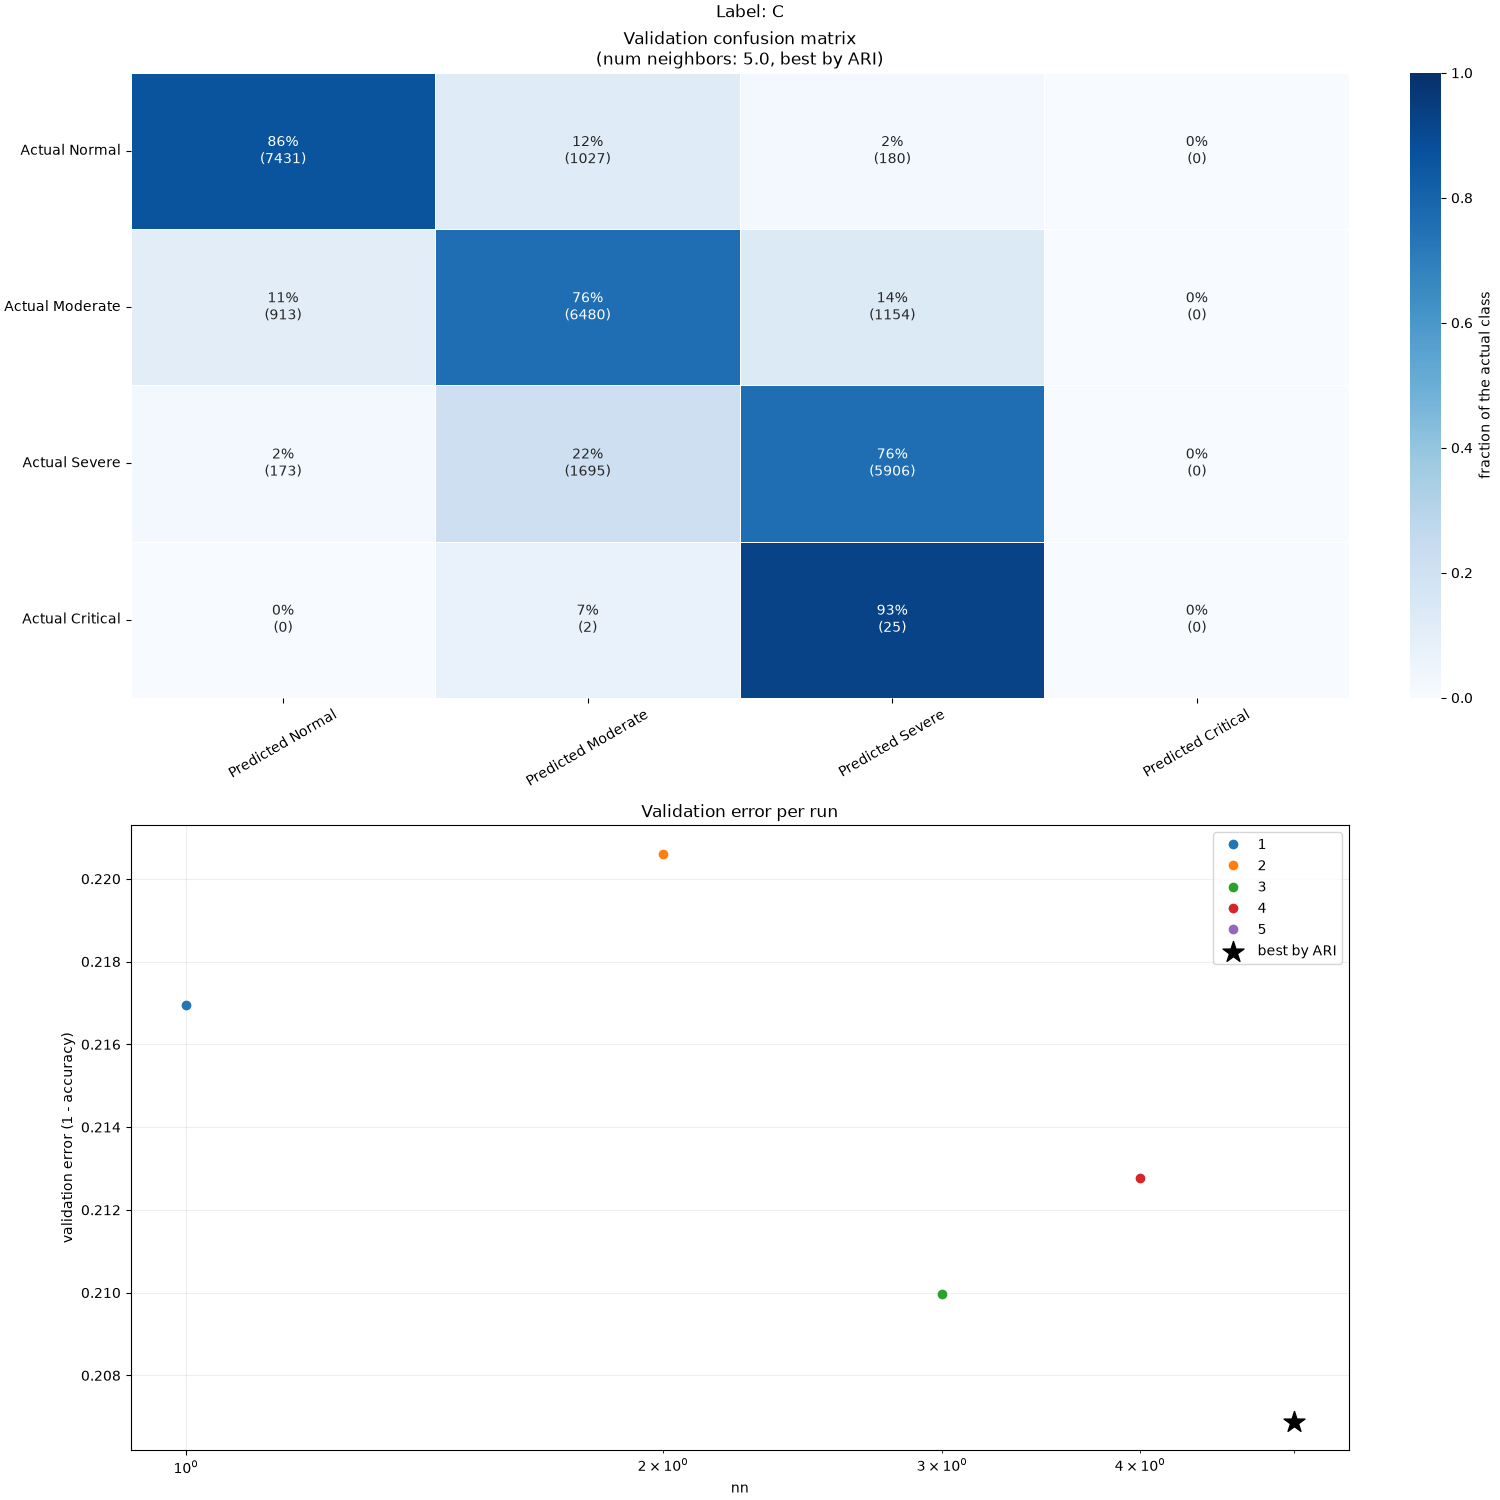 Label: C
Validation confusion matrix
(num neighbors: 5.0, best by ARI)
Actual Normal
86%
(7431)
12%
(1027)
2%
(180)
0%
(0)
Actual Moderate
11%
(913)
76%
(6480)
14%
(1154)
0%
(0)
Actual Severe
2%
(173)
22%
(1695)
76%
(5906)
0%
(0)
Actual Critical
0%
(0)
7%
(2)
93%
(25)
0%
(0)
Predicted Normal
Predicted Moderate
Predicted Severe
Predicted Critical
1.0
0.8
0.6
0.4
0.2
0.0
fraction of the actual class
Validation error per run
0.220
0.218
0.216
0.214
0.212
0.210
0.208
validation error (1 - accuracy)
1
2
3
4
5
best by ARI
10⁰
2 × 10⁰
3 × 10⁰
4 × 10⁰
nn